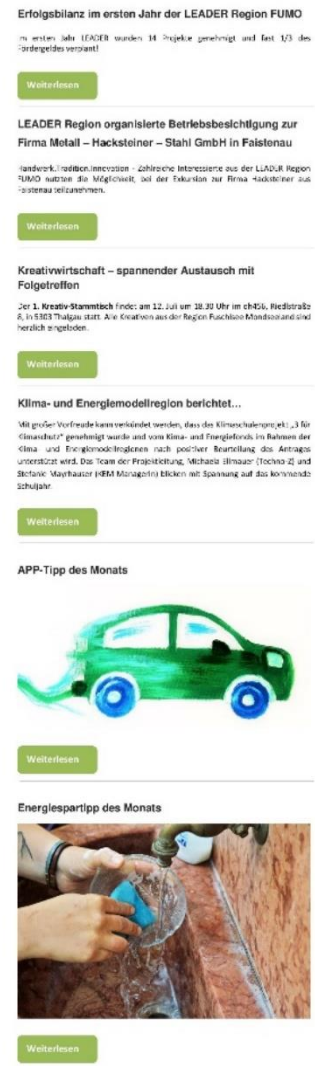 Erfolgsbilanz im ersten Jahr der LEADER Region FUMO
Im ersten Jahr LEADER wurden 14 Projekte genehmigt und fast 1/3 des
Fördergeldes verplant!
Weiterlesen
LEADER Region organisierte Betriebsbesichtigung zur
Firma Metall – Hacksteiner – Stahl GmbH in Faistenau
Handwerk.Tradition.Innovation - Zahlreiche Interessierte aus der LEADER Region
FUMO nutzten die Möglichkeit, bei der Exkursion zur Firma Hacksteiner aus
Faistenau teilzunehmen.
Weiterlesen
Kreativwirtschaft – spannender Austausch mit
Folgetreffen
Der 1. Kreativ-Stammtisch findet am 12. Juli um 18.30 Uhr im oh456, Riedlstraße
8, in 5303 Thalgau statt. Alle Kreativen aus der Region Fuschlsee Mondseeland sind
herzlich eingeladen.
Weiterlesen
Klima- und Energiemodellregion berichtet…
Mit großer Vorfreude kann verkündet werden, dass das Klimaschulenprojekt „3 für
Klimaschutz“ genehmigt wurde und vom Klima- und Energiefonds im Rahmen der
Klima- und Energiemodellregionen nach positiver Beurteilung des Antrages
unterstützt wird. Das Team der Projektleitung, Michaela Ellmauer (Techno-Z) und
Stefanie Mayrhauser (KEM Managerin) blicken mit Spannung auf das kommende
Schuljahr.
Weiterlesen
APP-Tipp des Monats
Weiterlesen
Energiespartipp des Monats
Weiterlesen